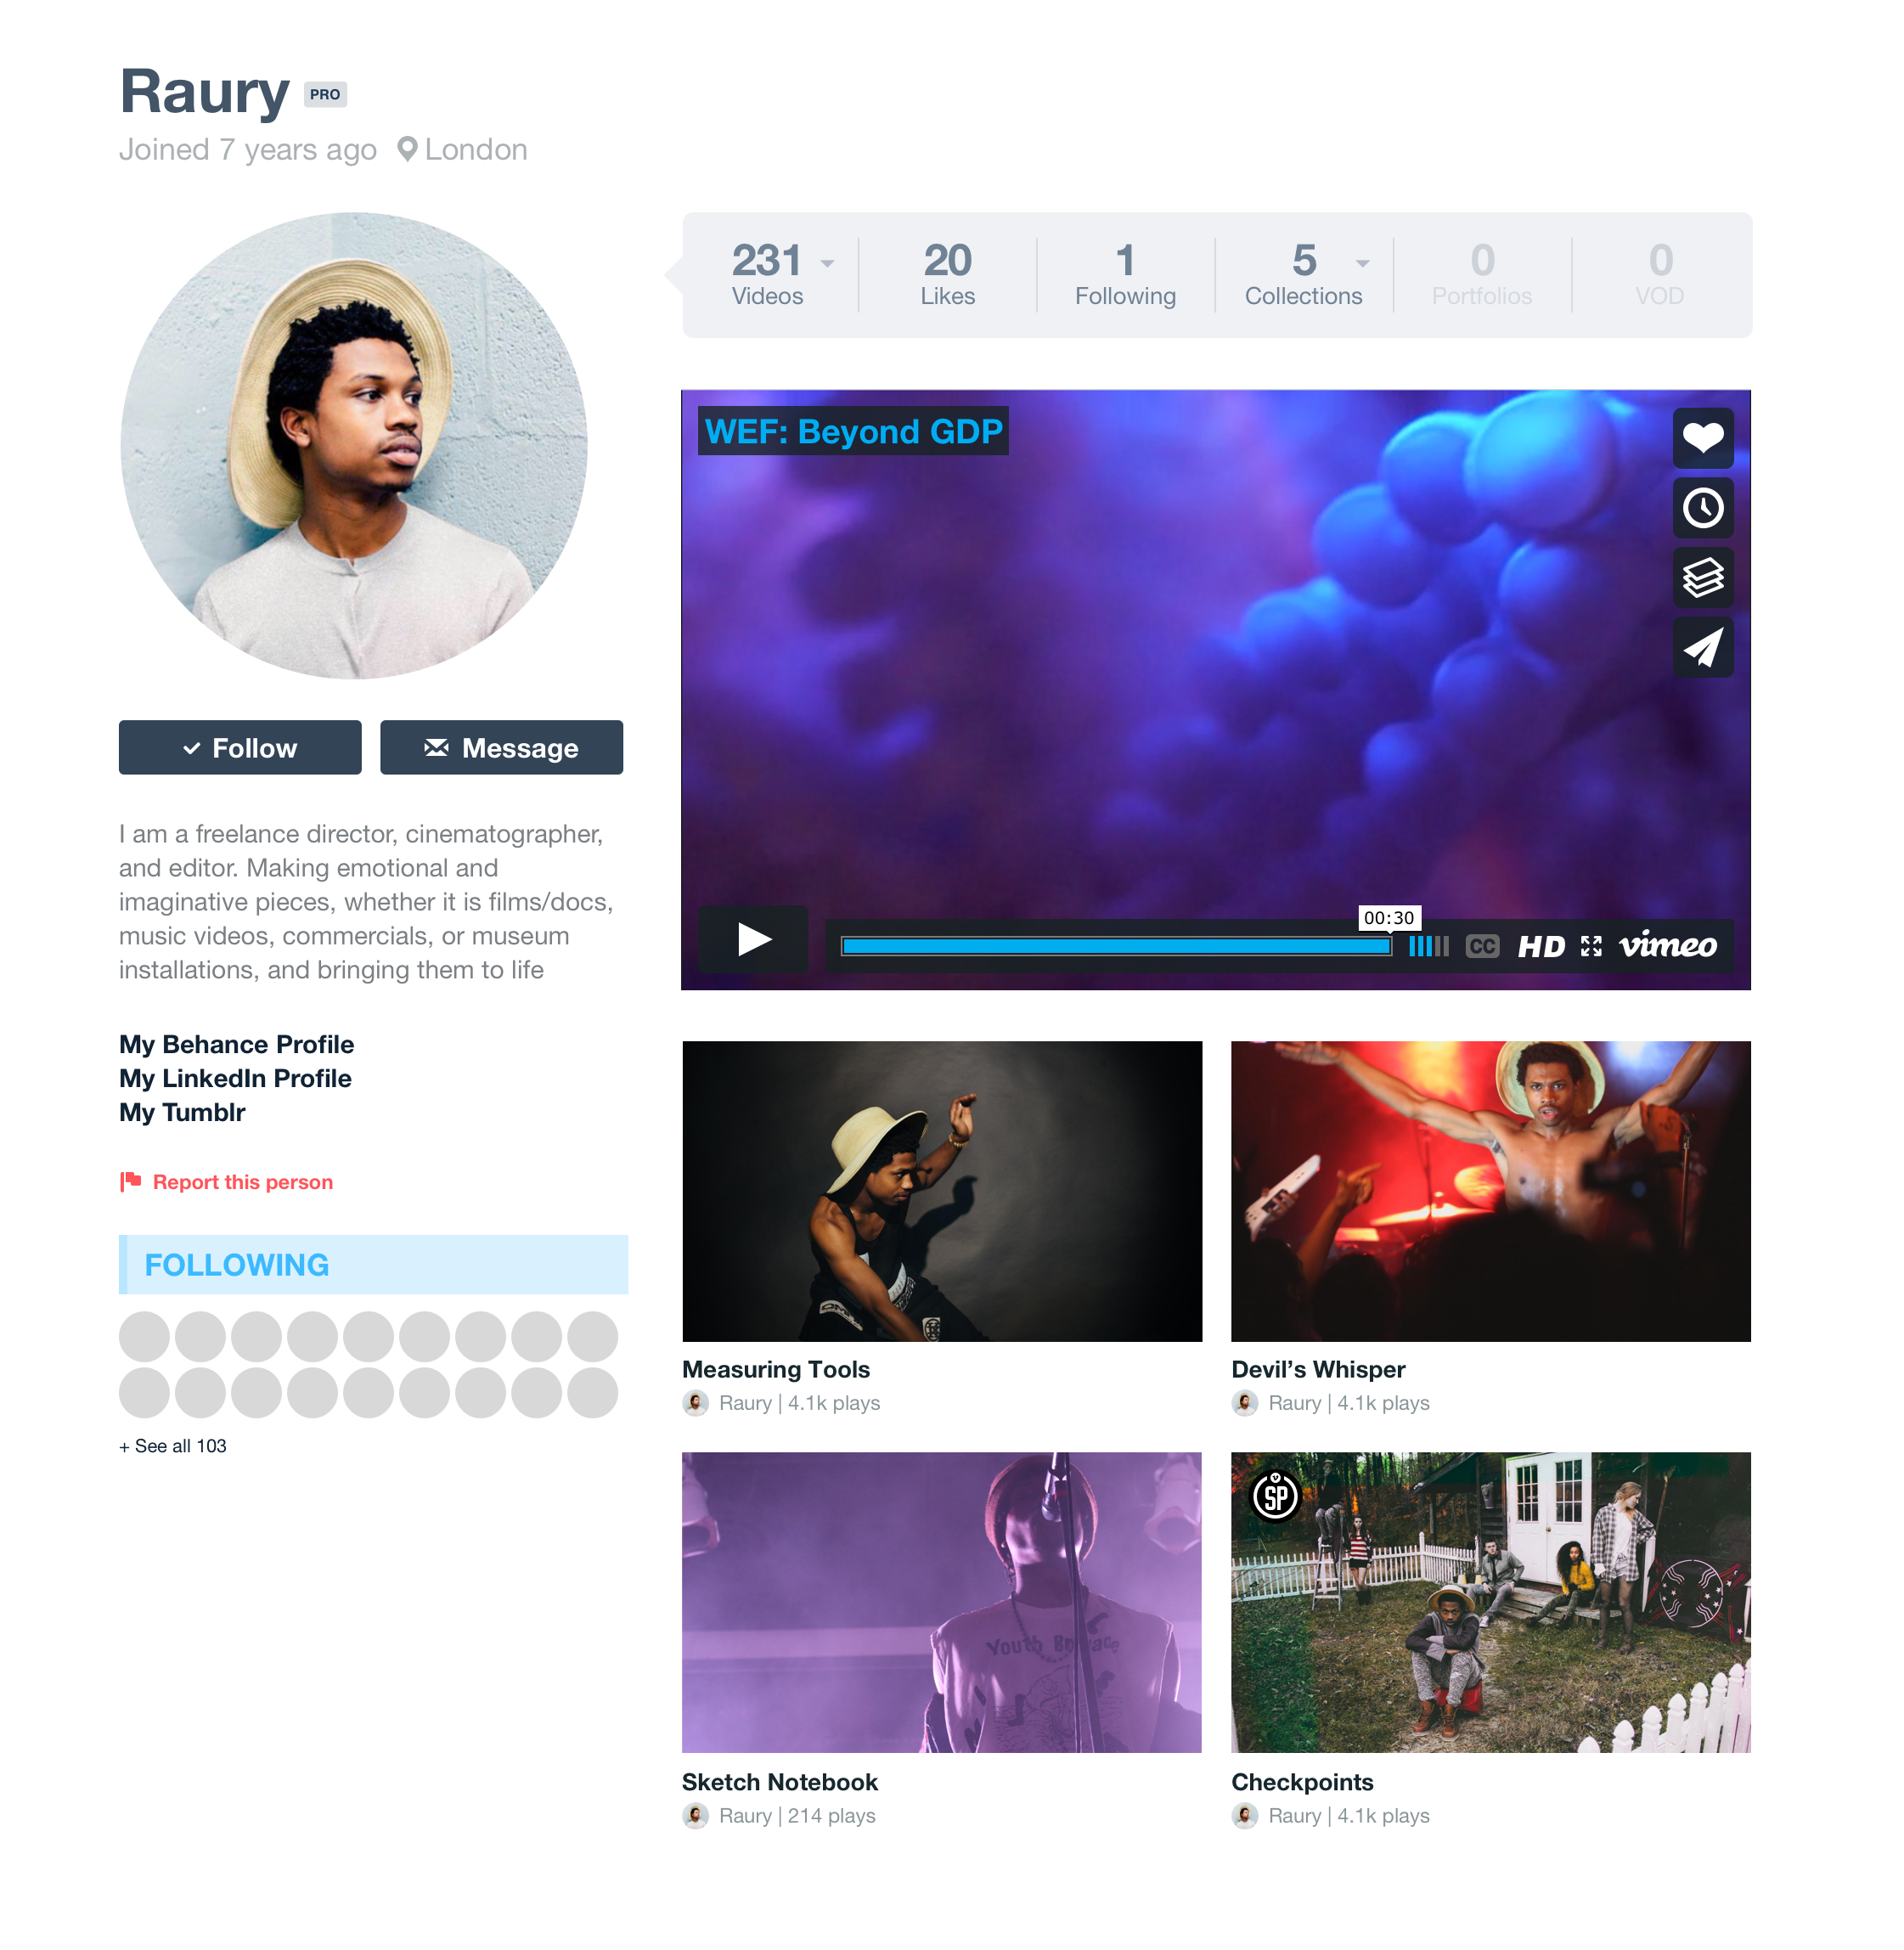 Raury PRO
Joined 7 years ago London
231 20 1 5 0 0
Videos Likes Following Collections Portfolios VOD
WEF: Beyond GDP
Follow Message
I am a freelance director, cinematographer,
and editor. Making emotional and
imaginative pieces, whether it is films/docs,
music videos, commercials, or museum
installations, and bringing them to life
00:30
CC HD vimeo
My Behance Profile
My LinkedIn Profile
My Tumblr
Report this person
FOLLOWING
+ See all 103
Measuring Tools
Raury | 4.1k plays
Devil’s Whisper
Raury | 4.1k plays
Youth
SP
Sketch Notebook
Raury | 214 plays
Checkpoints
Raury | 4.1k plays